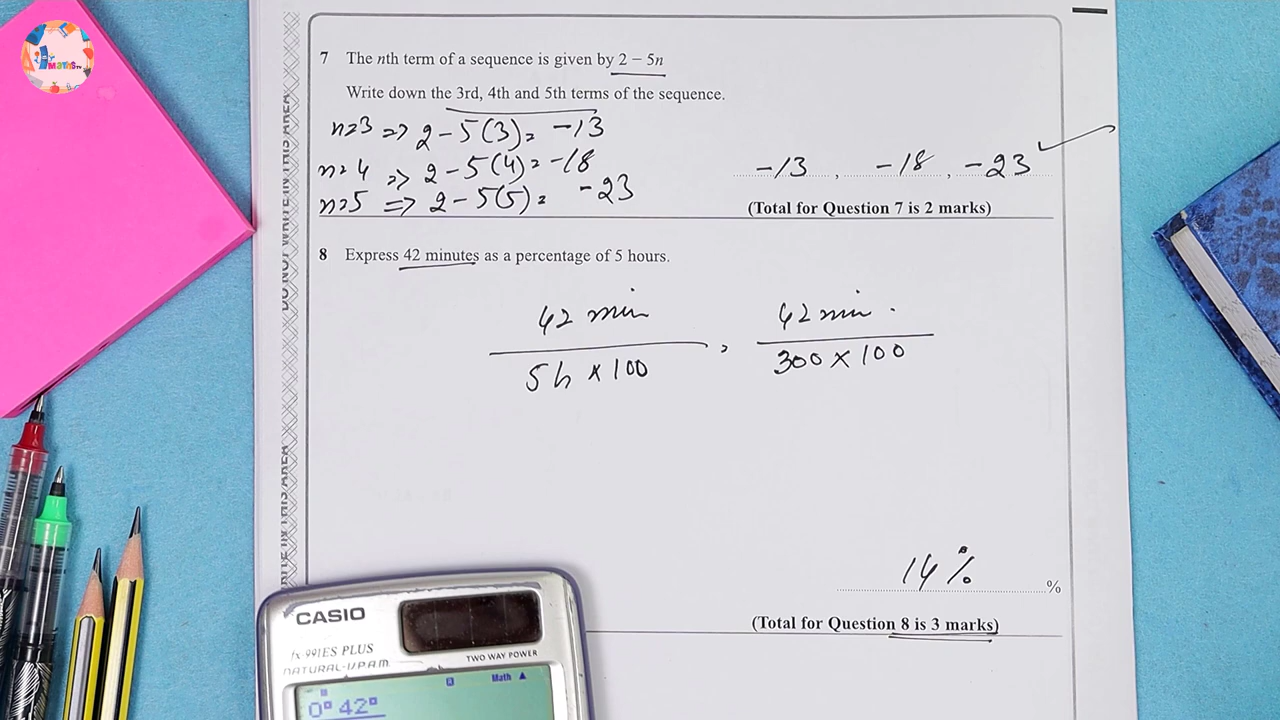 MATHS TV
7 The nth term of a sequence is given by 2 − 5n
Write down the 3rd, 4th and 5th terms of the sequence.
n=3 => 2 - 5(3) = -13
n=4 => 2 - 5(4) = -18
n=5 => 2 - 5(5) = -23
-13 , -18 , -23
(Total for Question 7 is 2 marks)
8 Express 42 minutes as a percentage of 5 hours.
42 min
5h × 100
42 min
300 × 100
14 %
%
(Total for Question 8 is 3 marks)
DO NOT WRITE IN THIS AREA
CASIO
fx-991ES PLUS
NATURAL-V.P.A.M.
TWO WAY POWER
Math ▲
0° 42°